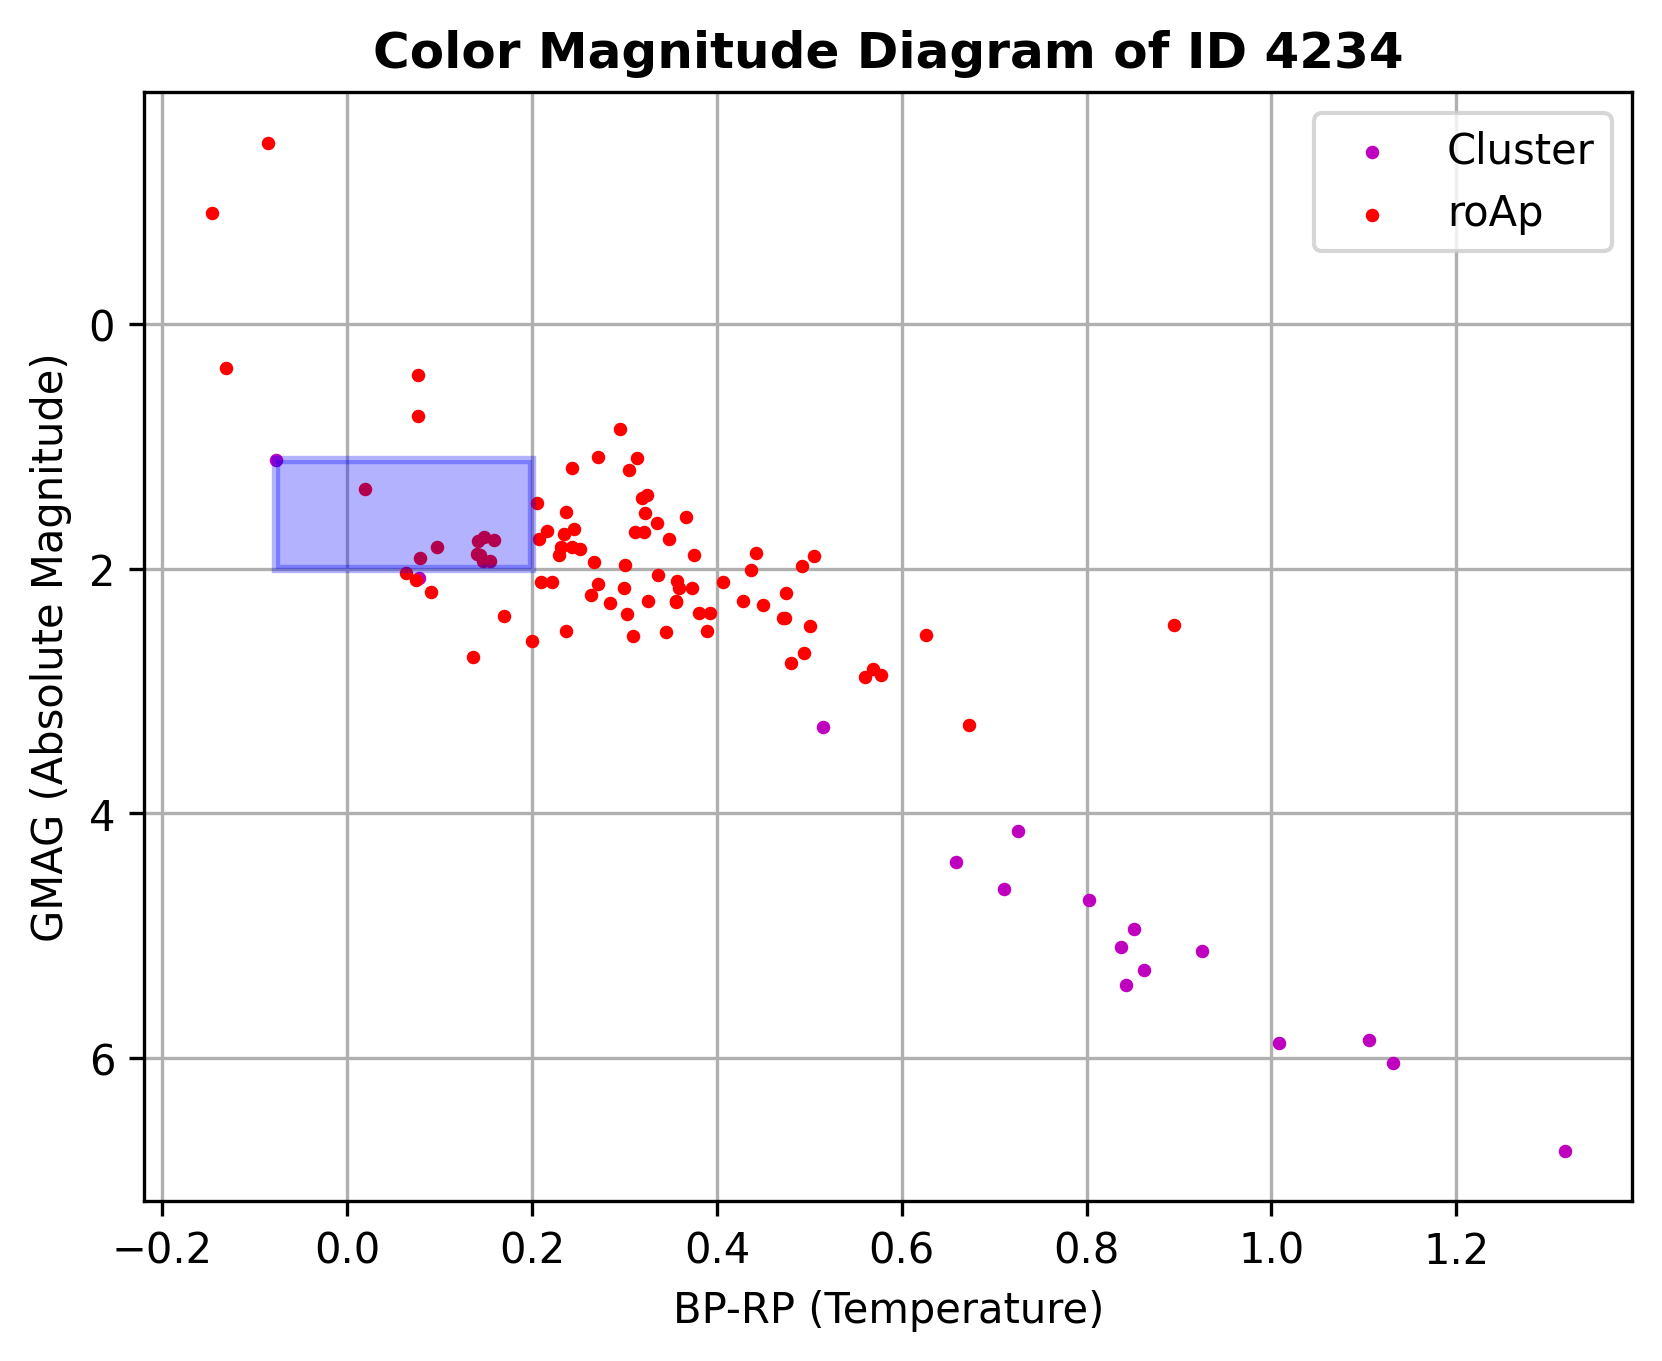 Color Magnitude Diagram of ID 4234
Cluster
roAp
GMAG (Absolute Magnitude)
0
2
4
6
−0.2 0.0 0.2 0.4 0.6 0.8 1.0 1.2
BP-RP (Temperature)